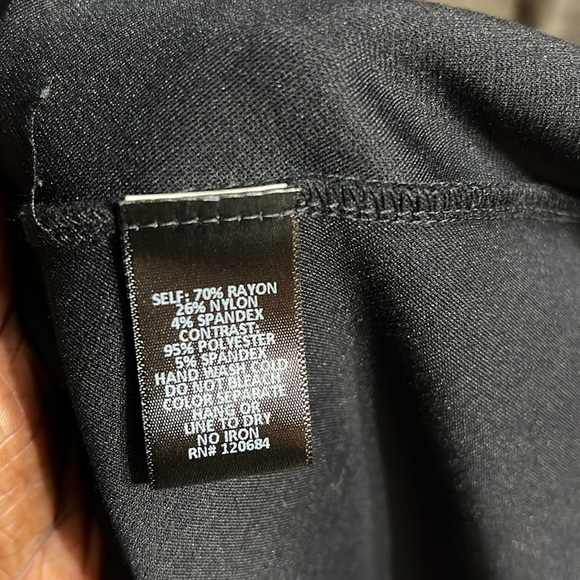 SELF: 70% RAYON
26% NYLON
4% SPANDEX
CONTRAST:
95% POLYESTER
5% SPANDEX
HAND WASH COLD
DO NOT BLEACH
COLOR SEPARATE
HANG OR
LINE TO DRY
NO IRON
RN# 120684